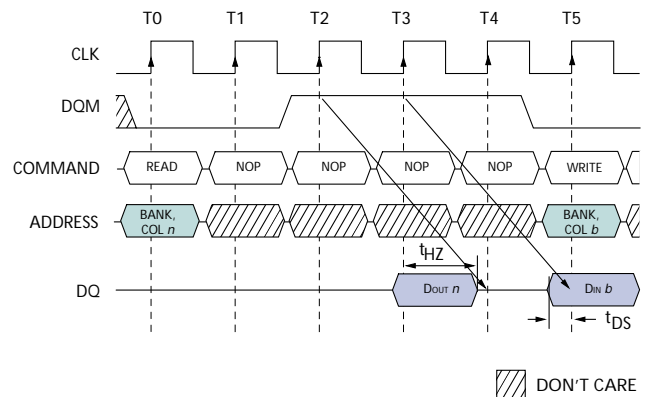 T0 T1 T2 T3 T4 T5
CLK
DQM
COMMAND READ NOP NOP NOP NOP WRITE
ADDRESS BANK, COL n BANK, COL b
tHZ
DQ DOUT n DIN b
tDS
DON'T CARE